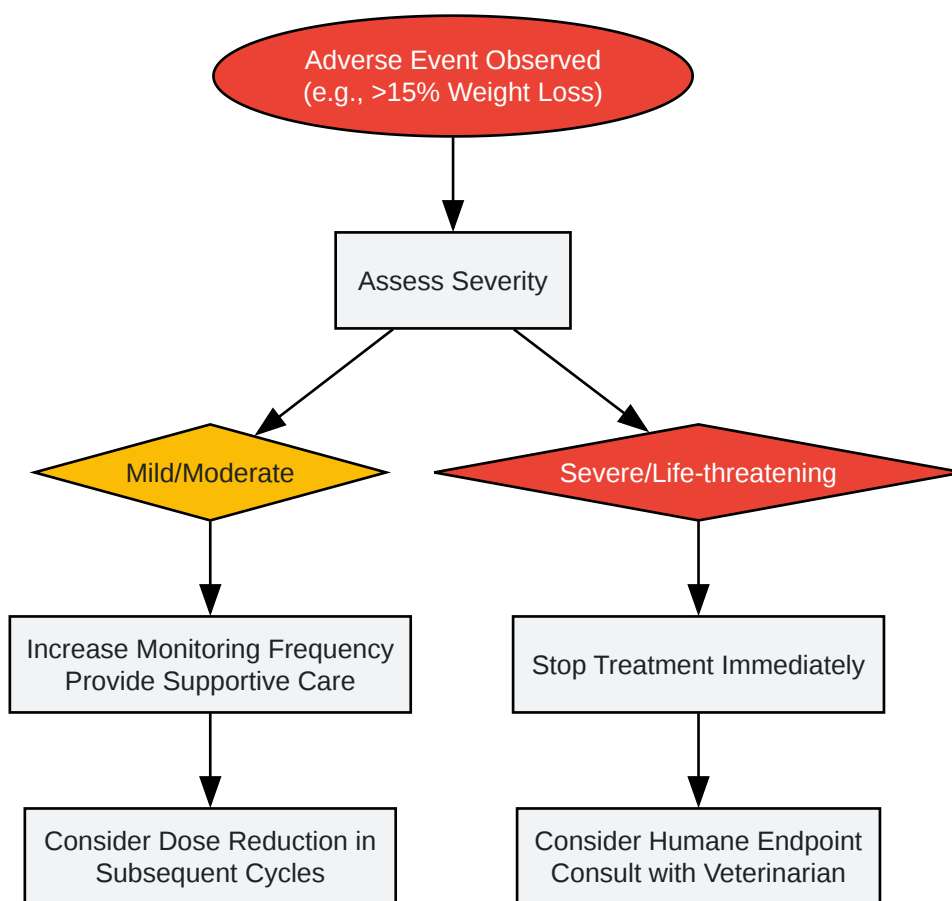 Adverse Event Observed
(e.g., >15% Weight Loss)
Assess Severity
Mild/Moderate
Severe/Life-threatening
Increase Monitoring Frequency
Provide Supportive Care
Stop Treatment Immediately
Consider Dose Reduction in
Subsequent Cycles
Consider Humane Endpoint
Consult with Veterinarian